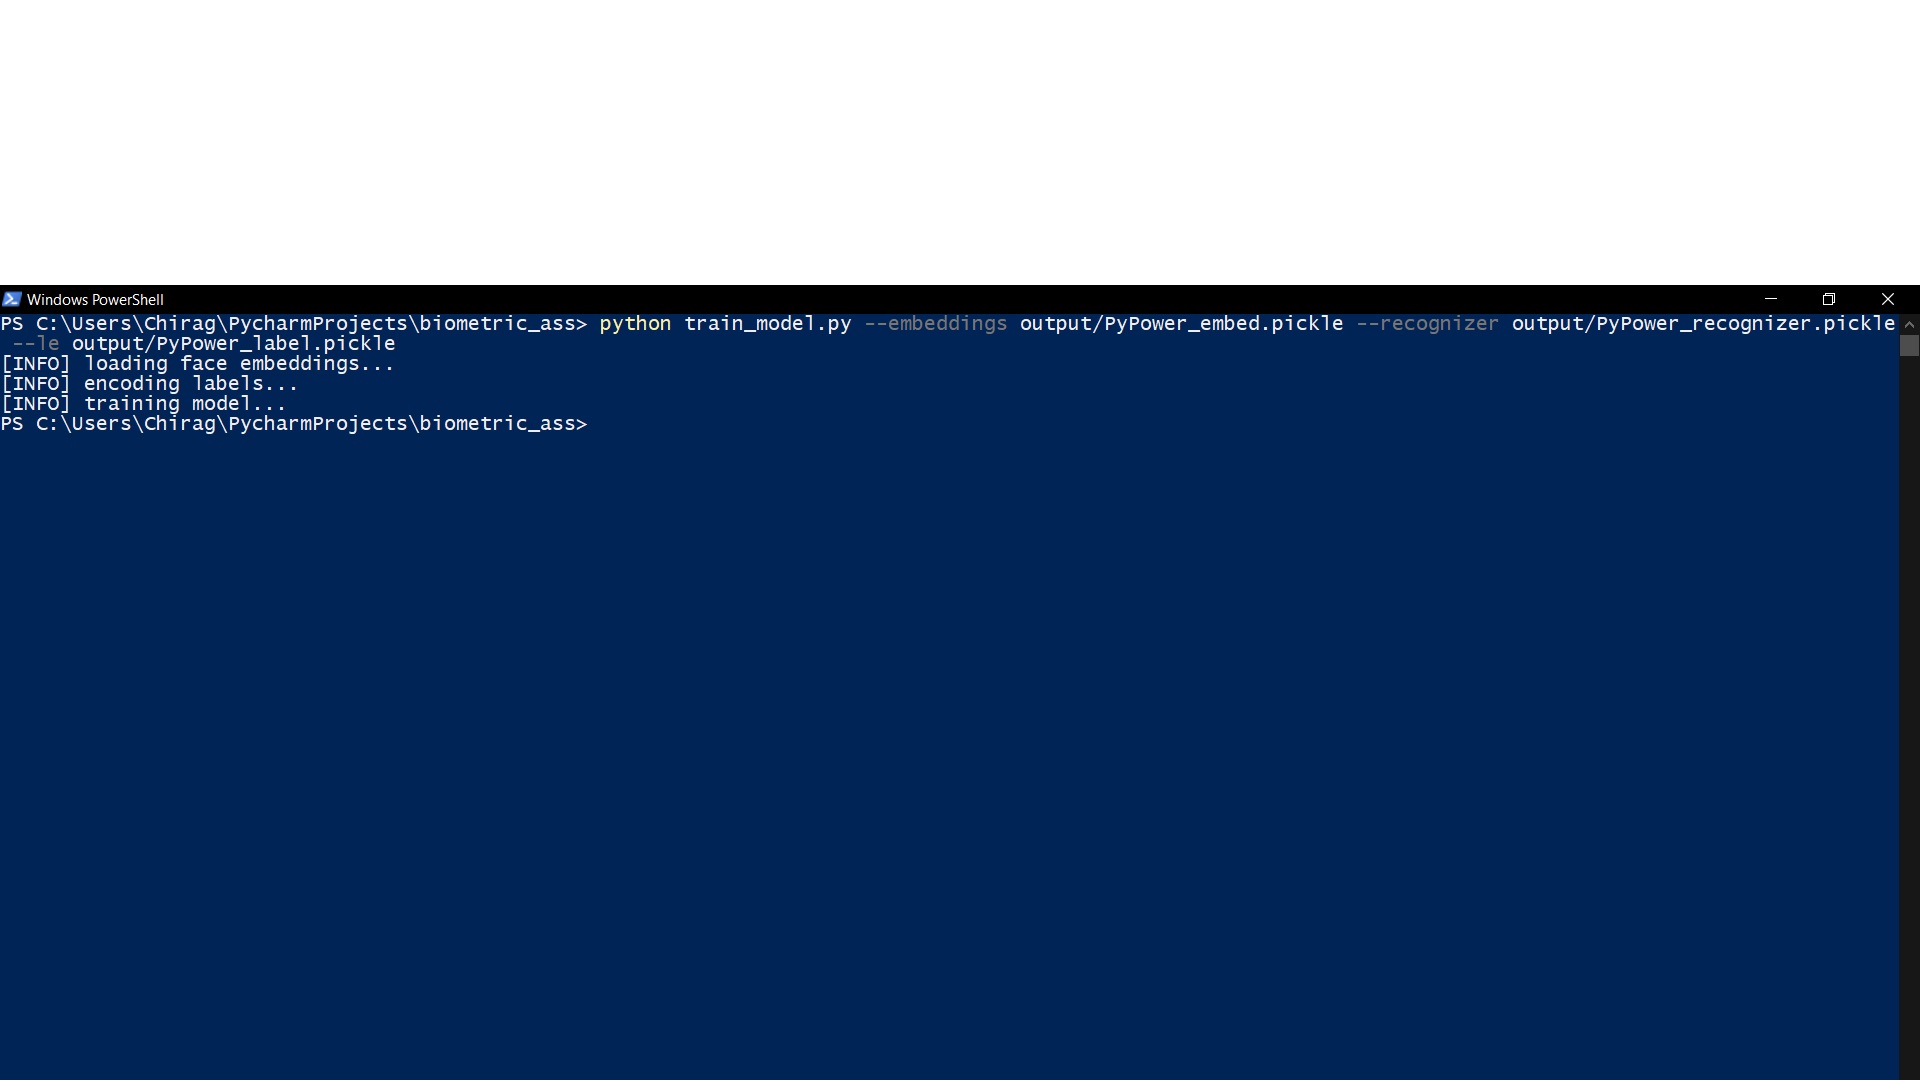 Windows PowerShell
PS C:\Users\Chirag\PycharmProjects\biometric_ass> python train_model.py --embeddings output/PyPower_embed.pickle --recognizer output/PyPower_recognizer.pickle
--le output/PyPower_label.pickle
[INFO] loading face embeddings...
[INFO] encoding labels...
[INFO] training model...
PS C:\Users\Chirag\PycharmProjects\biometric_ass>